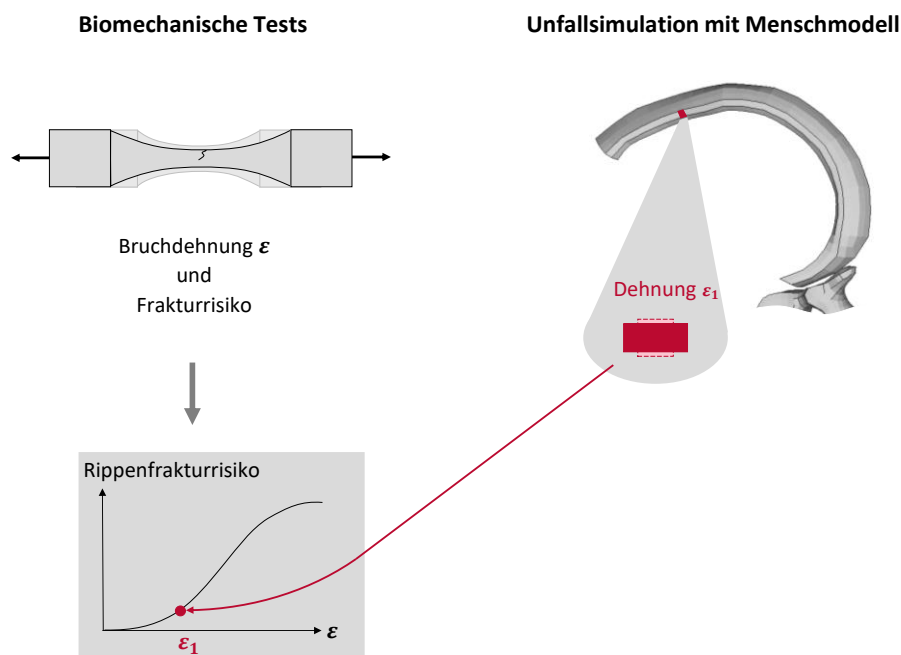 Biomechanische Tests
Unfallsimulation mit Menschmodell
Bruchdehnung ε
und
Frakturrisiko
Dehnung ε₁
Rippenfrakturrisiko
ε₁
ε